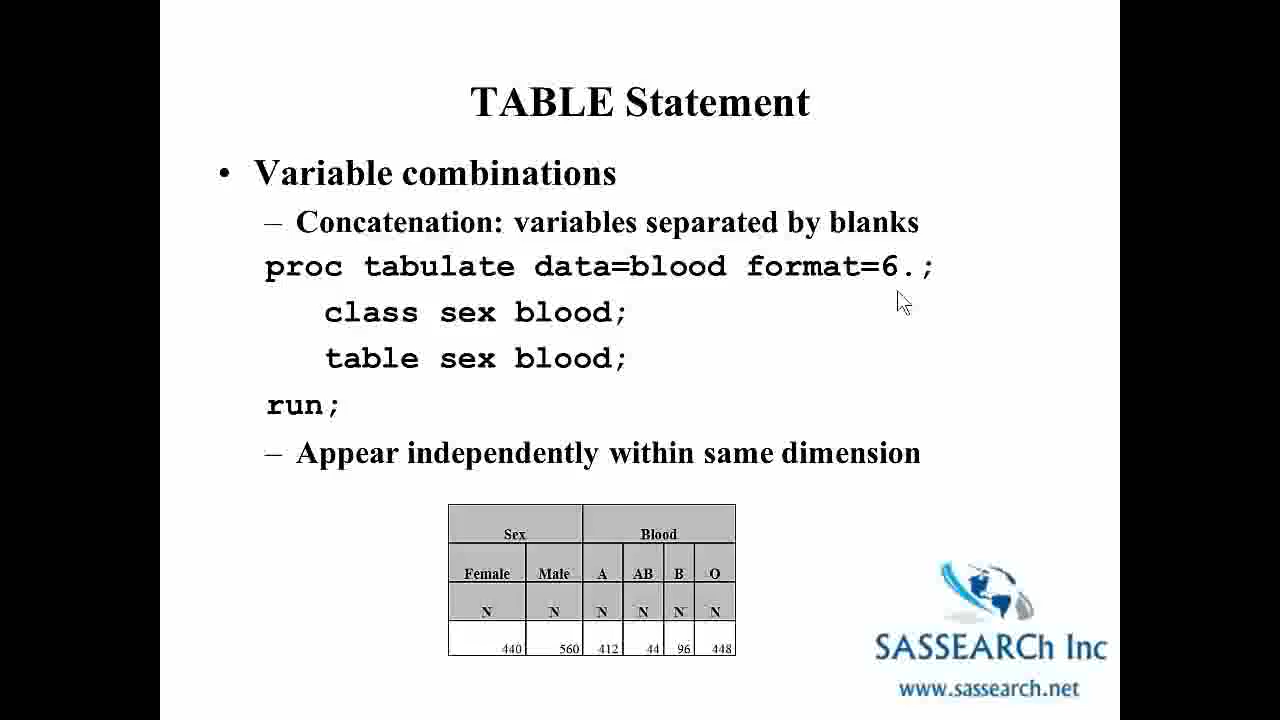 TABLE Statement
• Variable combinations
– Concatenation: variables separated by blanks
proc tabulate data=blood format=6.;
class sex blood;
table sex blood;
run;
– Appear independently within same dimension
Sex Blood
Female Male A AB B O
N N N N N N
440 560 412 44 96 448
SASSEARCh Inc
www.sassearch.net